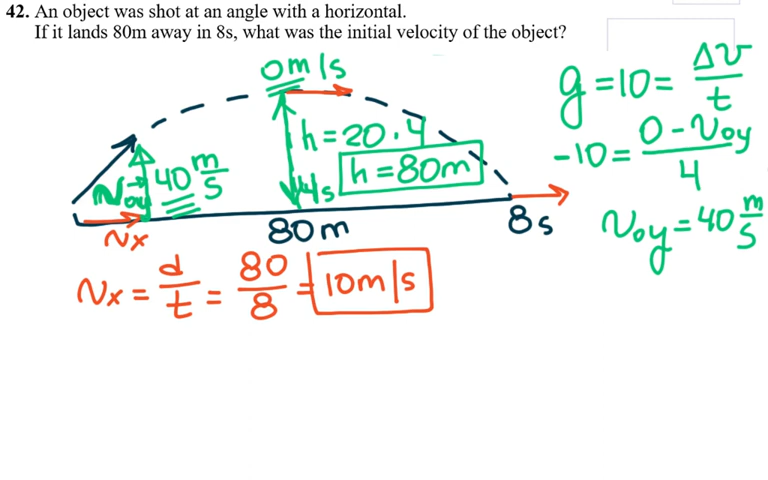 42. An object was shot at an angle with a horizontal.
If it lands 80m away in 8s, what was the initial velocity of the object?
0m/s
g = 10 = Δv/t
h = 20 · 4
-10 = (0 - Voy)/4
h = 80m
Voy 40 m/s
4s
Voy = 40 m/s
Vx
80m
8s
Vx = d/t = 80/8 = 10m/s